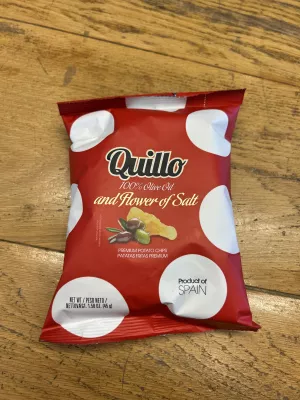 Quillo
100% Olive Oil
and Flower of Salt
PREMIUM POTATO CHIPS
PATATAS FRITAS PREMIUM
Product of
SPAIN
NET WT / PESO NETO /